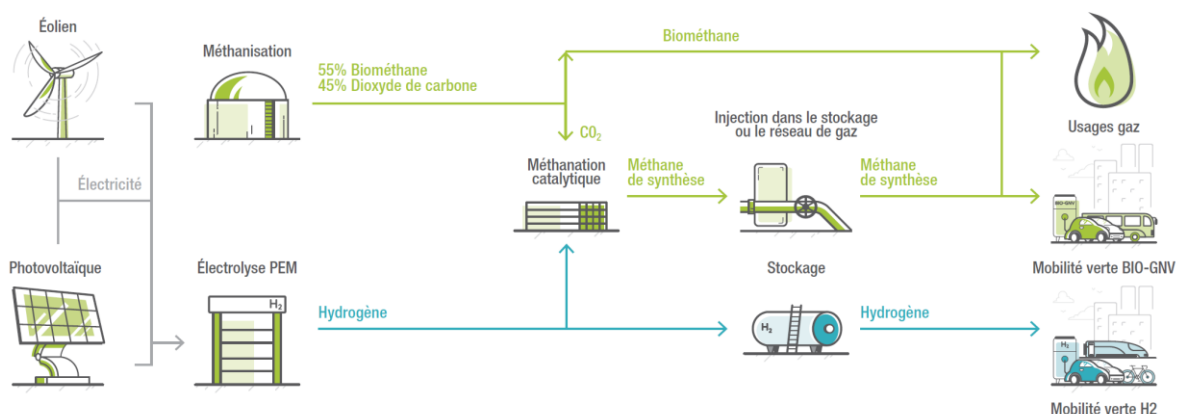 Éolien
Méthanisation
55% Biométhane
45% Dioxyde de carbone
Biométhane
CO₂
Injection dans le stockage
ou le réseau de gaz
Usages gaz
Électricité
Méthanation
catalytique
Méthane
de synthèse
Méthane
de synthèse
BIO-GNV
Photovoltaïque
Électrolyse PEM
Stockage
Mobilité verte BIO-GNV
H2
Hydrogène
H2
Hydrogène
H2
Mobilité verte H2